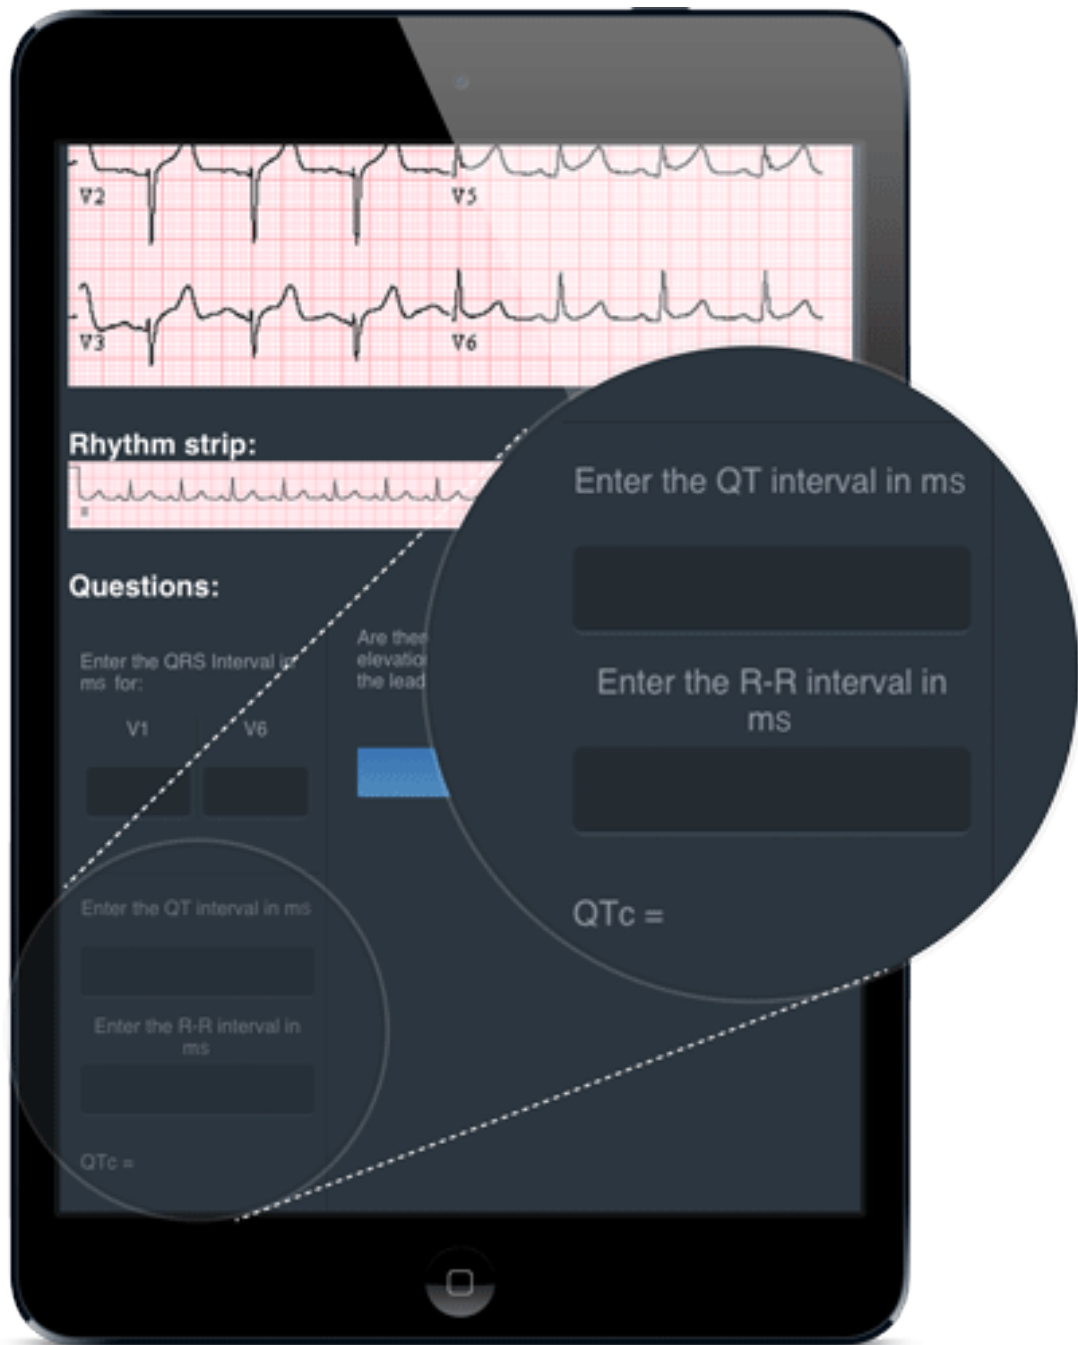 V2 V5
V3 V6
Rhythm strip:
II
Questions:
Enter the QRS Interval in
ms for:
V1 V6
Are ther
elevatio
the lead
Enter the QT interval in ms
Enter the R-R interval in
ms
QTc =
Enter the QT interval in ms
Enter the R-R interval in
ms
QTc =